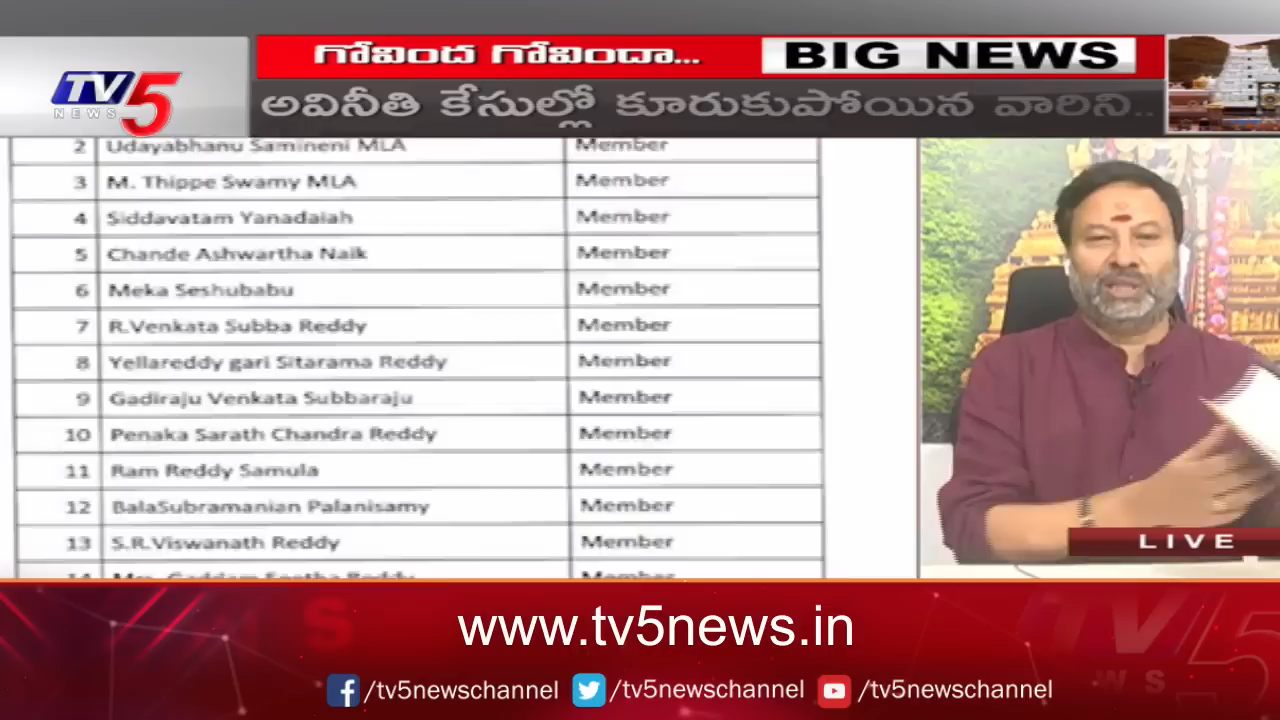 TV5
NEWS
గోవింద గోవిందా...
BIG NEWS
అవినీతి కేసుల్లో కూరుకుపోయిన వారిని..
2 Udayabhanu Samineni MLA Member
3 M. Thippe Swamy MLA Member
4 Siddavatam Yanadaiah Member
5 Chande Ashwartha Naik Member
6 Meka Seshubabu Member
7 R.Venkata Subba Reddy Member
8 Yellareddy gari Sitarama Reddy Member
9 Gadiraju Venkata Subbaraju Member
10 Penaka Sarath Chandra Reddy Member
11 Ram Reddy Samula Member
12 BalaSubramanian Palanisamy Member
13 S.R.Viswanath Reddy Member
LIVE
www.tv5news.in
/tv5newschannel /tv5newschannel /tv5newschannel